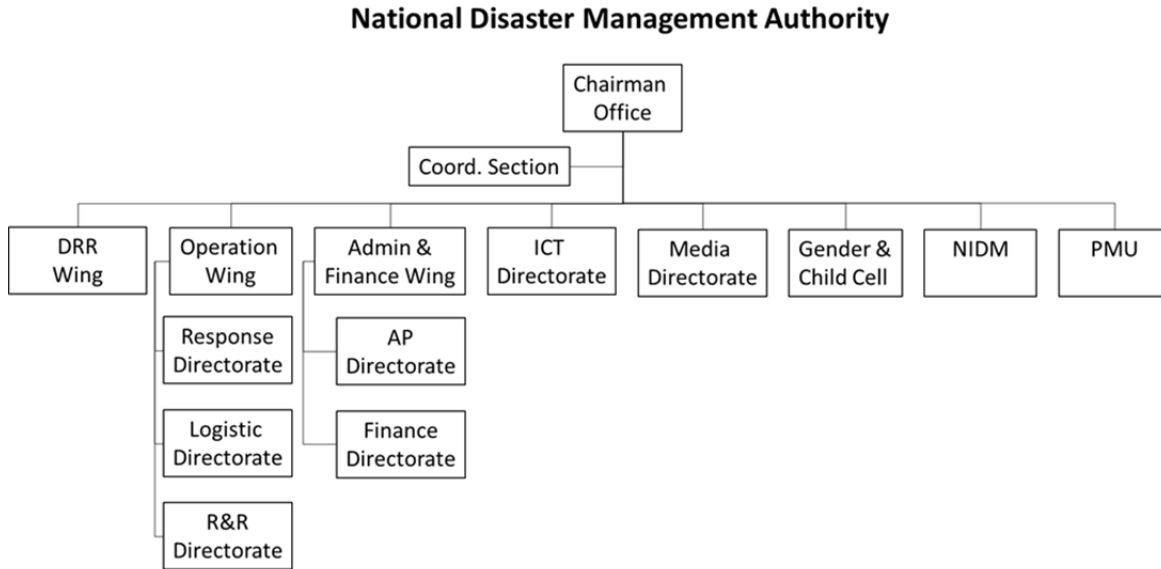 National Disaster Management Authority
Chairman
Office
Coord. Section
DRR
Wing
Operation
Wing
Admin &
Finance Wing
ICT
Directorate
Media
Directorate
Gender &
Child Cell
NIDM
PMU
Response
Directorate
AP
Directorate
Logistic
Directorate
Finance
Directorate
R&R
Directorate